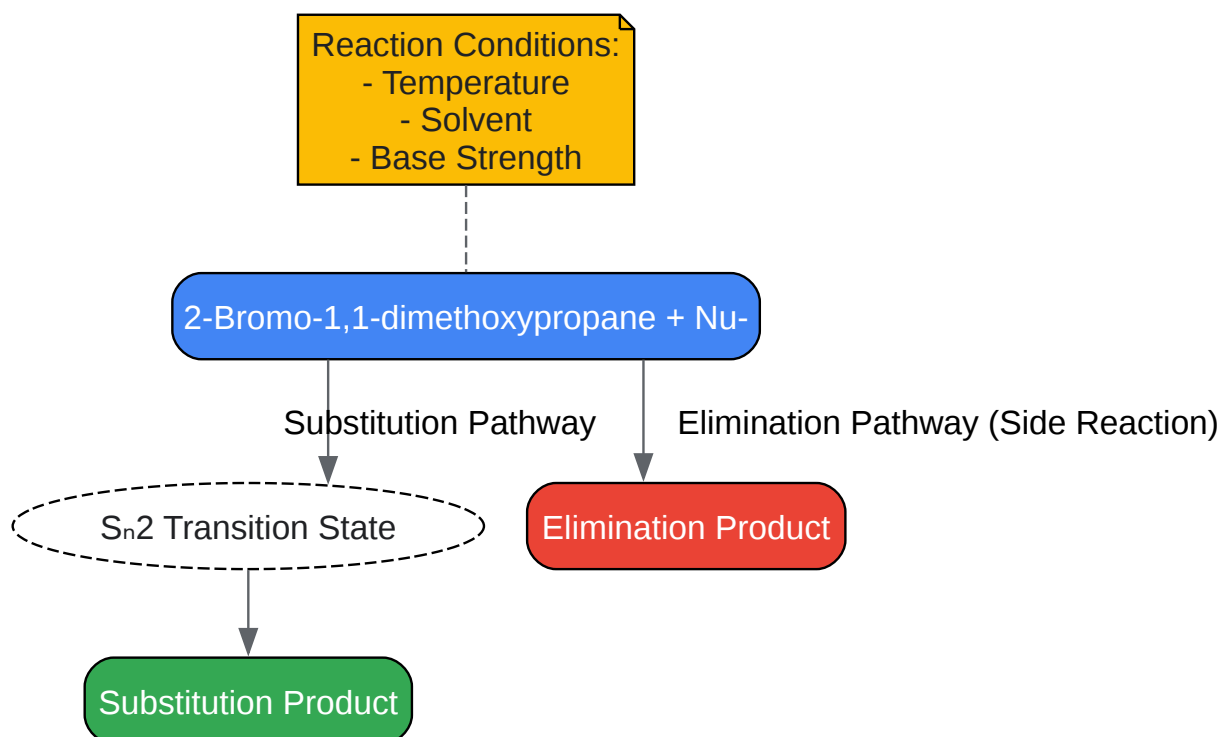 Reaction Conditions:
- Temperature
- Solvent
- Base Strength
2-Bromo-1,1-dimethoxypropane + Nu-
Substitution Pathway
Elimination Pathway (Side Reaction)
Sₙ2 Transition State
Elimination Product
Substitution Product